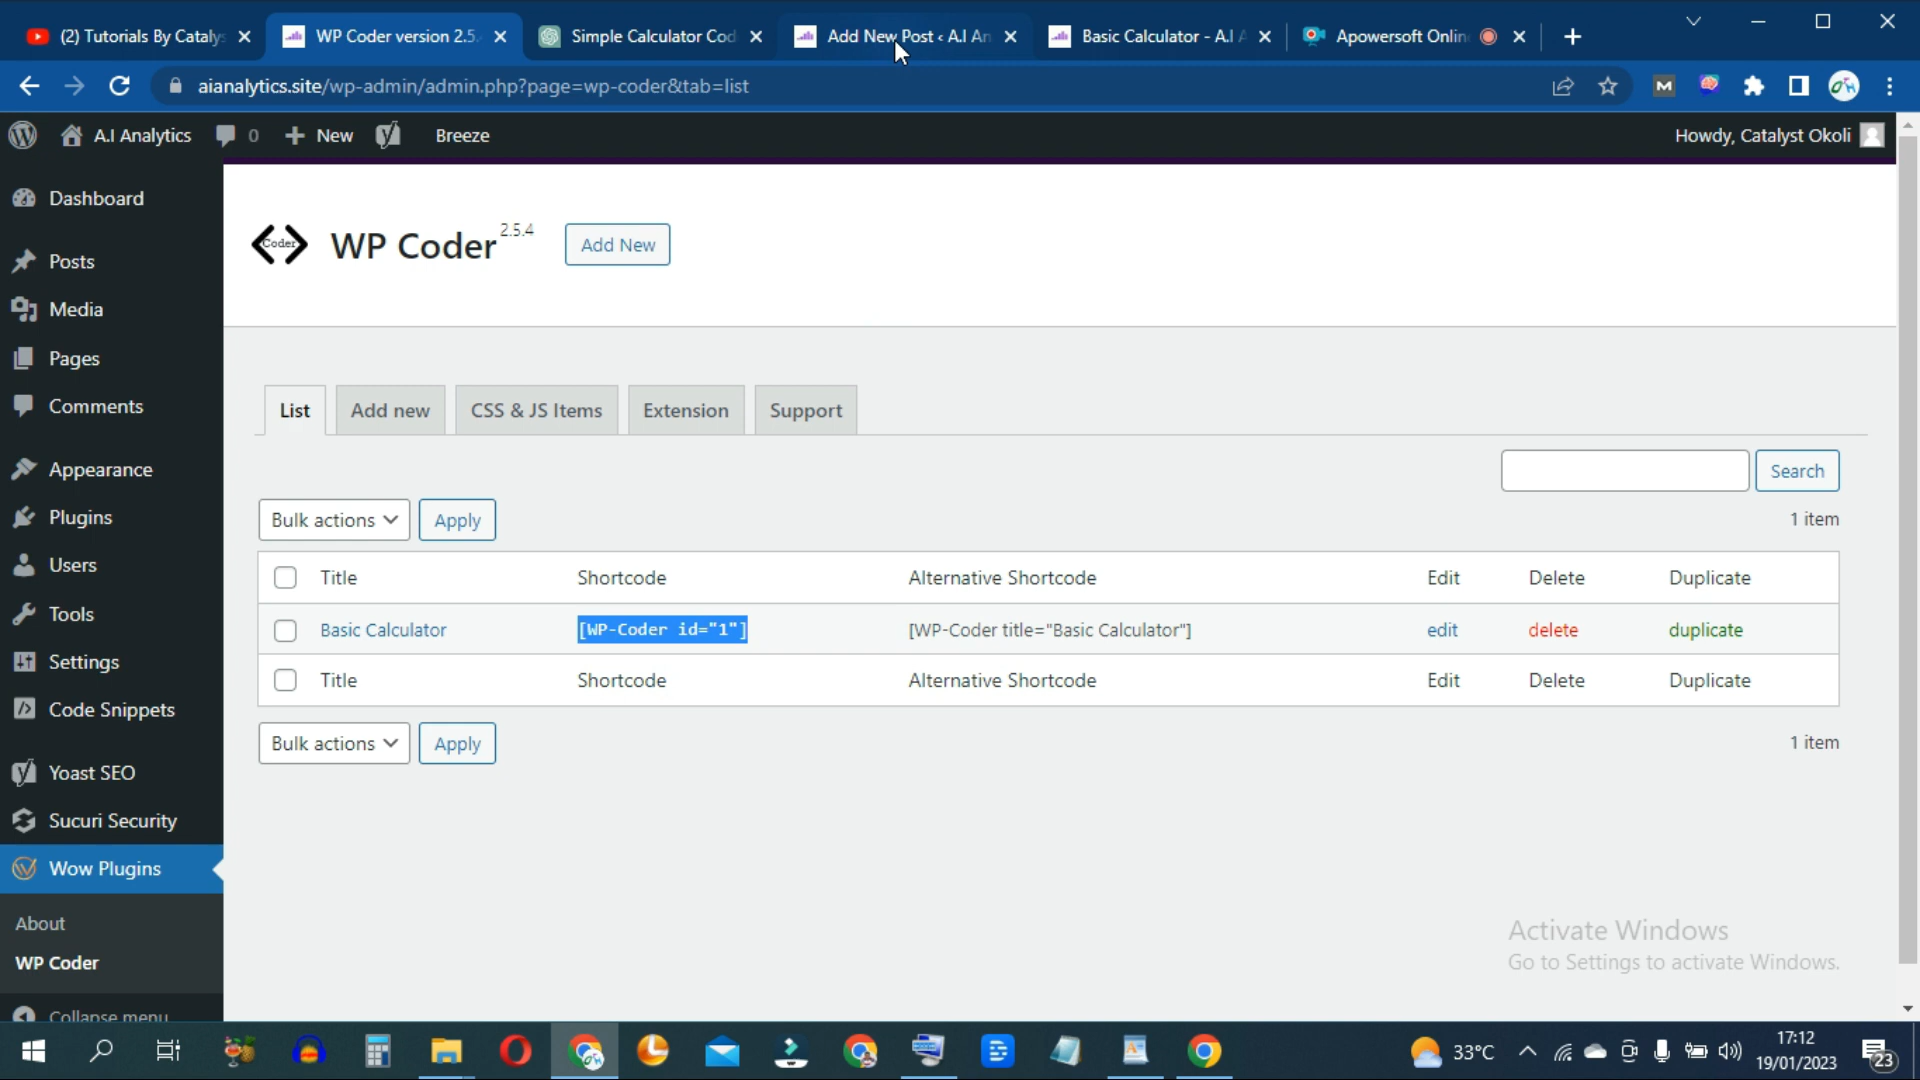 (2) Tutorials By Cataly
WP Coder version 2.5.
Simple Calculator Cod
Add New Post ‹ A.I An
Basic Calculator - A.I A
Apowersoft Onlin
aianalytics.site/wp-admin/admin.php?page=wp-coder&tab=list
A.I Analytics
0
New
Breeze
Howdy, Catalyst Okoli
Dashboard
Posts
Media
Pages
Comments
Appearance
Plugins
Users
Tools
Settings
Code Snippets
Yoast SEO
Sucuri Security
Wow Plugins
About
WP Coder
Collapse menu
Coder
WP Coder 2.5.4
Add New
List
Add new
CSS & JS Items
Extension
Support
Search
Bulk actions
Apply
1 item
Title Shortcode Alternative Shortcode Edit Delete Duplicate
Basic Calculator [WP-Coder id="1"] [WP-Coder title="Basic Calculator"] edit delete duplicate
Title Shortcode Alternative Shortcode Edit Delete Duplicate
Bulk actions
Apply
1 item
Activate Windows
Go to Settings to activate Windows.
33°C
17:12
19/01/2023
23